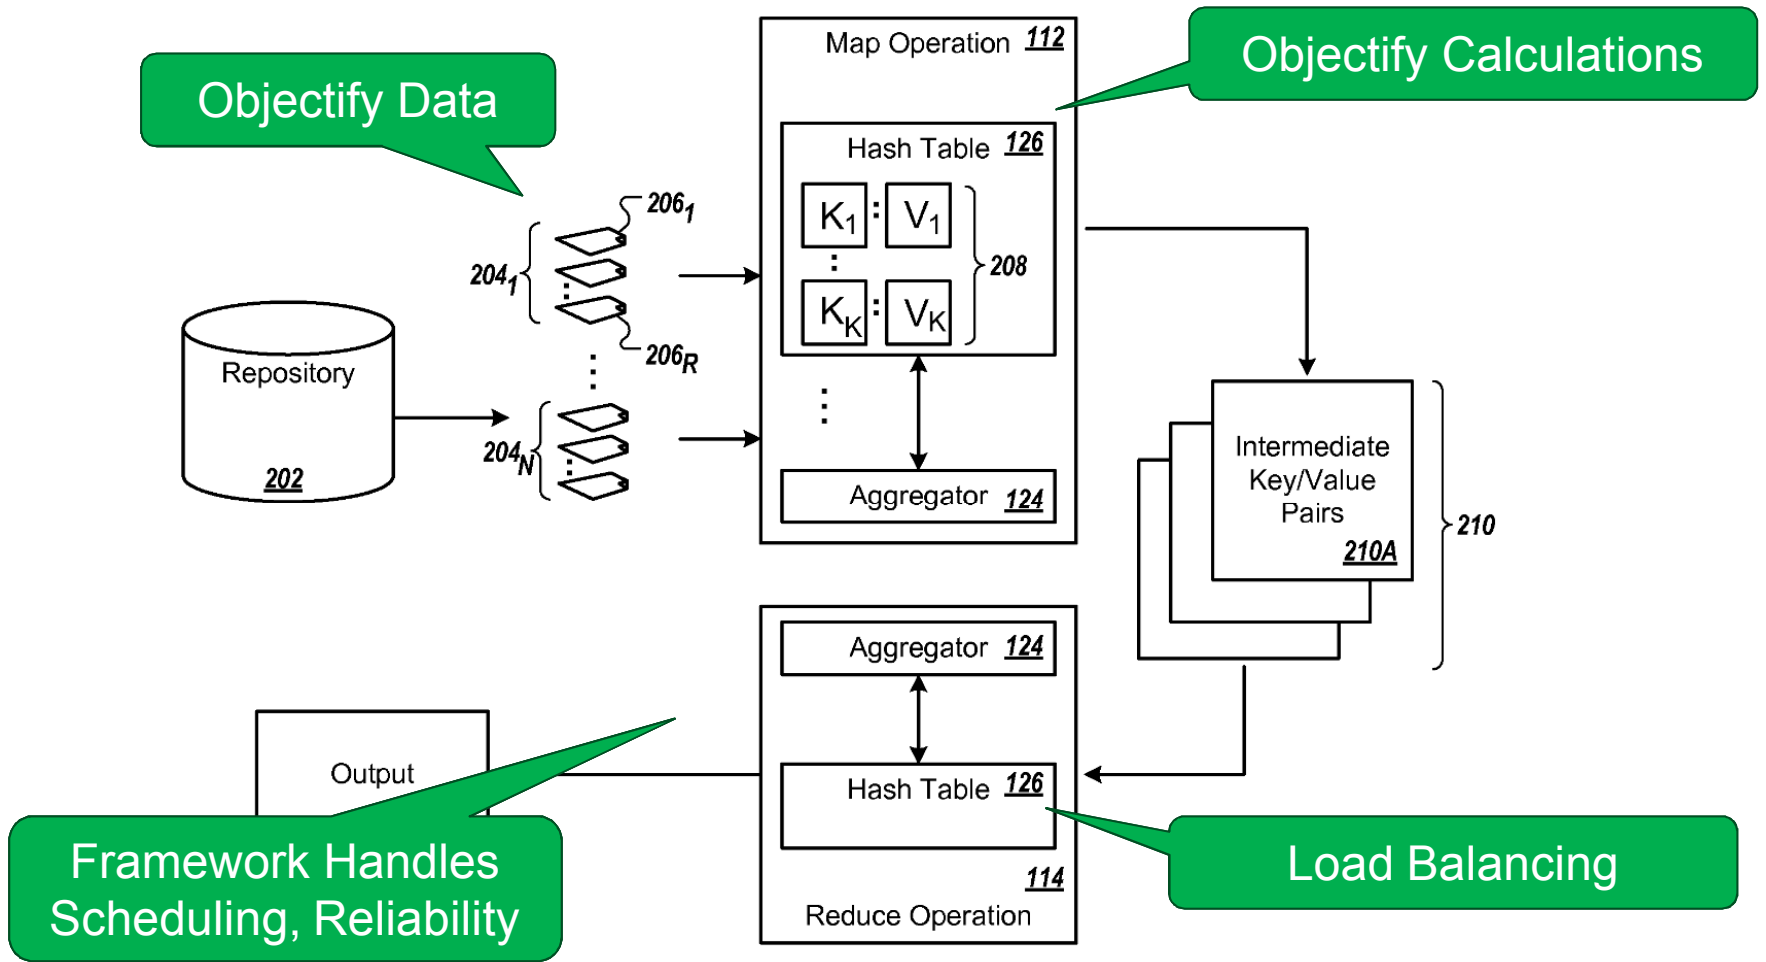 Map Operation 112
Objectify Calculations
Objectify Data
Hash Table 126
K1 : V1
KK : VK
208
2061
2041
206R
Repository
202
204N
Aggregator 124
Intermediate
Key/Value
Pairs
210A
210
Aggregator 124
Output
Hash Table 126
114
Reduce Operation
Framework Handles
Scheduling, Reliability
Load Balancing